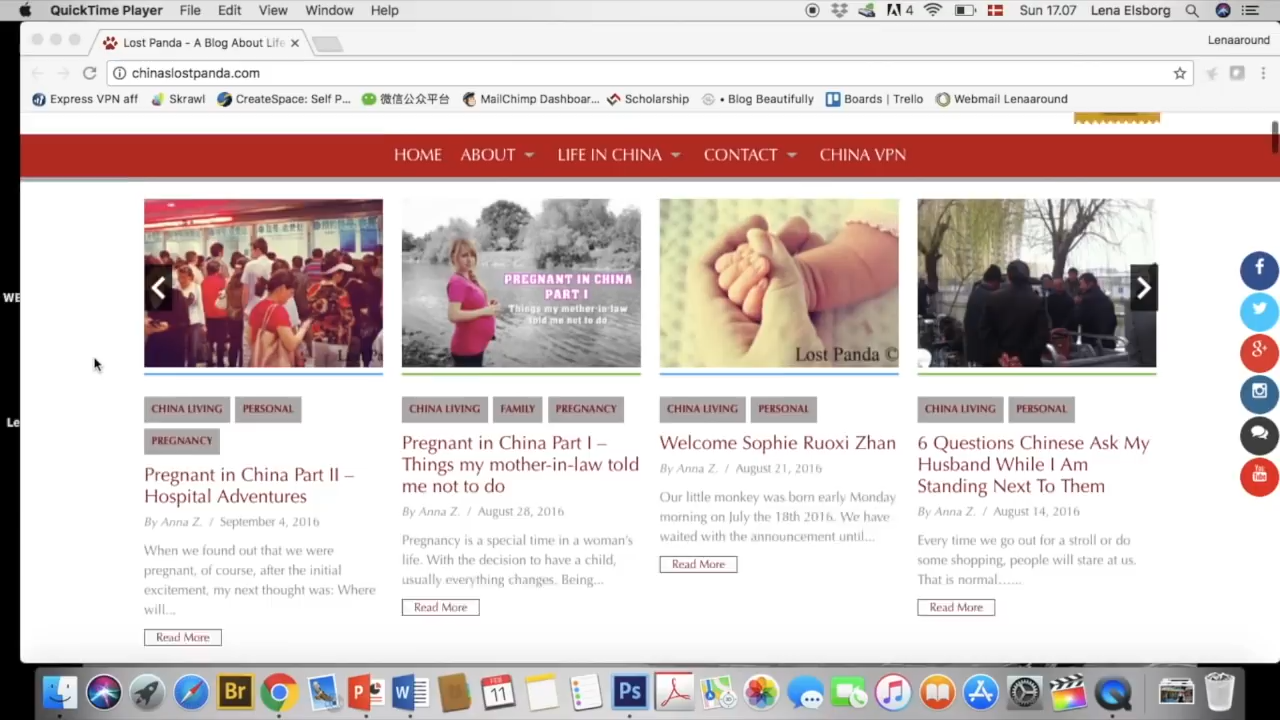 QuickTime Player File Edit View Window Help
4 Sun 17.07 Lena Elsborg
Lost Panda - A Blog About Life
Lenaaround
chinaslostpanda.com
Express VPN aff Skrawl CreateSpace: Self P... 微信公众平台 MailChimp Dashboar... Scholarship • Blog Beautifully Boards | Trello Webmail Lenaaround
HOME ABOUT LIFE IN CHINA CONTACT CHINA VPN
WE
Le
PREGNANT IN CHINA
PART I
Things my mother-in-law
told me not to do
Lost Pa
Lost Panda ©
CHINA LIVING PERSONAL
PREGNANCY
Pregnant in China Part II –
Hospital Adventures
By Anna Z. / September 4, 2016
When we found out that we were
pregnant, of course, after the initial
excitement, my next thought was: Where
will...
Read More
CHINA LIVING FAMILY PREGNANCY
Pregnant in China Part I –
Things my mother-in-law told
me not to do
By Anna Z. / August 28, 2016
Pregnancy is a special time in a woman's
life. With the decision to have a child,
usually everything changes. Being...
Read More
CHINA LIVING PERSONAL
Welcome Sophie Ruoxi Zhan
By Anna Z. / August 21, 2016
Our little monkey was born early Monday
morning on July the 18th 2016. We have
waited with the announcement until...
Read More
CHINA LIVING PERSONAL
6 Questions Chinese Ask My
Husband While I Am
Standing Next To Them
By Anna Z. / August 14, 2016
Every time we go out for a stroll or do
some shopping, people will stare at us.
That is normal…...
Read More
f
g+
You
Br
P
W
FEB
11
Ps